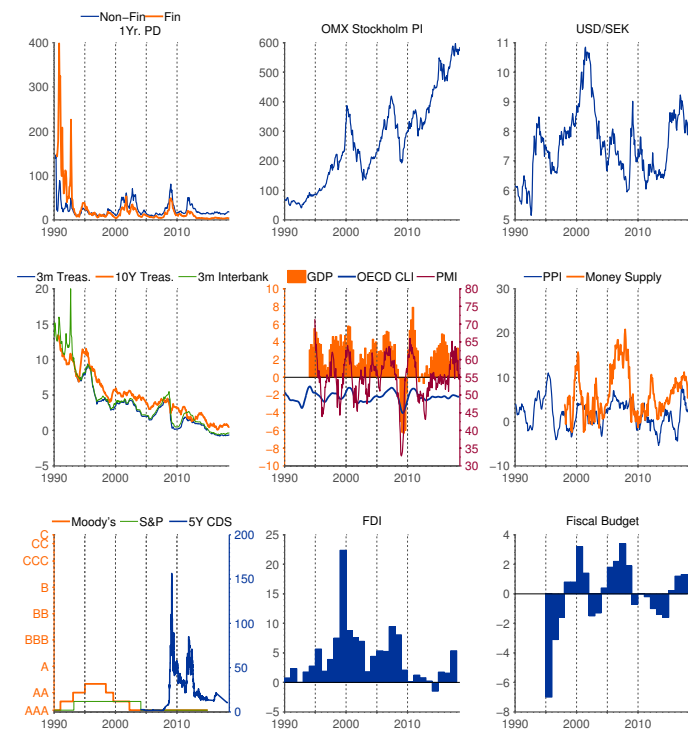 Non-Fin Fin
1Yr. PD
400
300
200
100
0
1990 2000 2010
OMX Stockholm PI
600
500
400
300
200
100
0
1990 2000 2010
USD/SEK
11
10
9
8
7
6
5
1990 2000 2010
3m Treas. 10Y Treas. 3m Interbank
20
15
10
5
0
−5
1990 2000 2010
GDP OECD CLI PMI
10 80
8 75
6 70
4 65
2 60
0 55
−2 50
−4 45
−6 40
−8 35
−10 30
1990 2000 2010
PPI Money Supply
30
20
10
0
−10
1990 2000 2010
Moody's S&P 5Y CDS
C 200
CC
CCC
150
B
BB 100
BBB
A 50
AA
AAA 0
1990 2000 2010
FDI
25
20
15
10
5
0
−5
1990 2000 2010
Fiscal Budget
4
2
0
−2
−4
−6
−8
1990 2000 2010